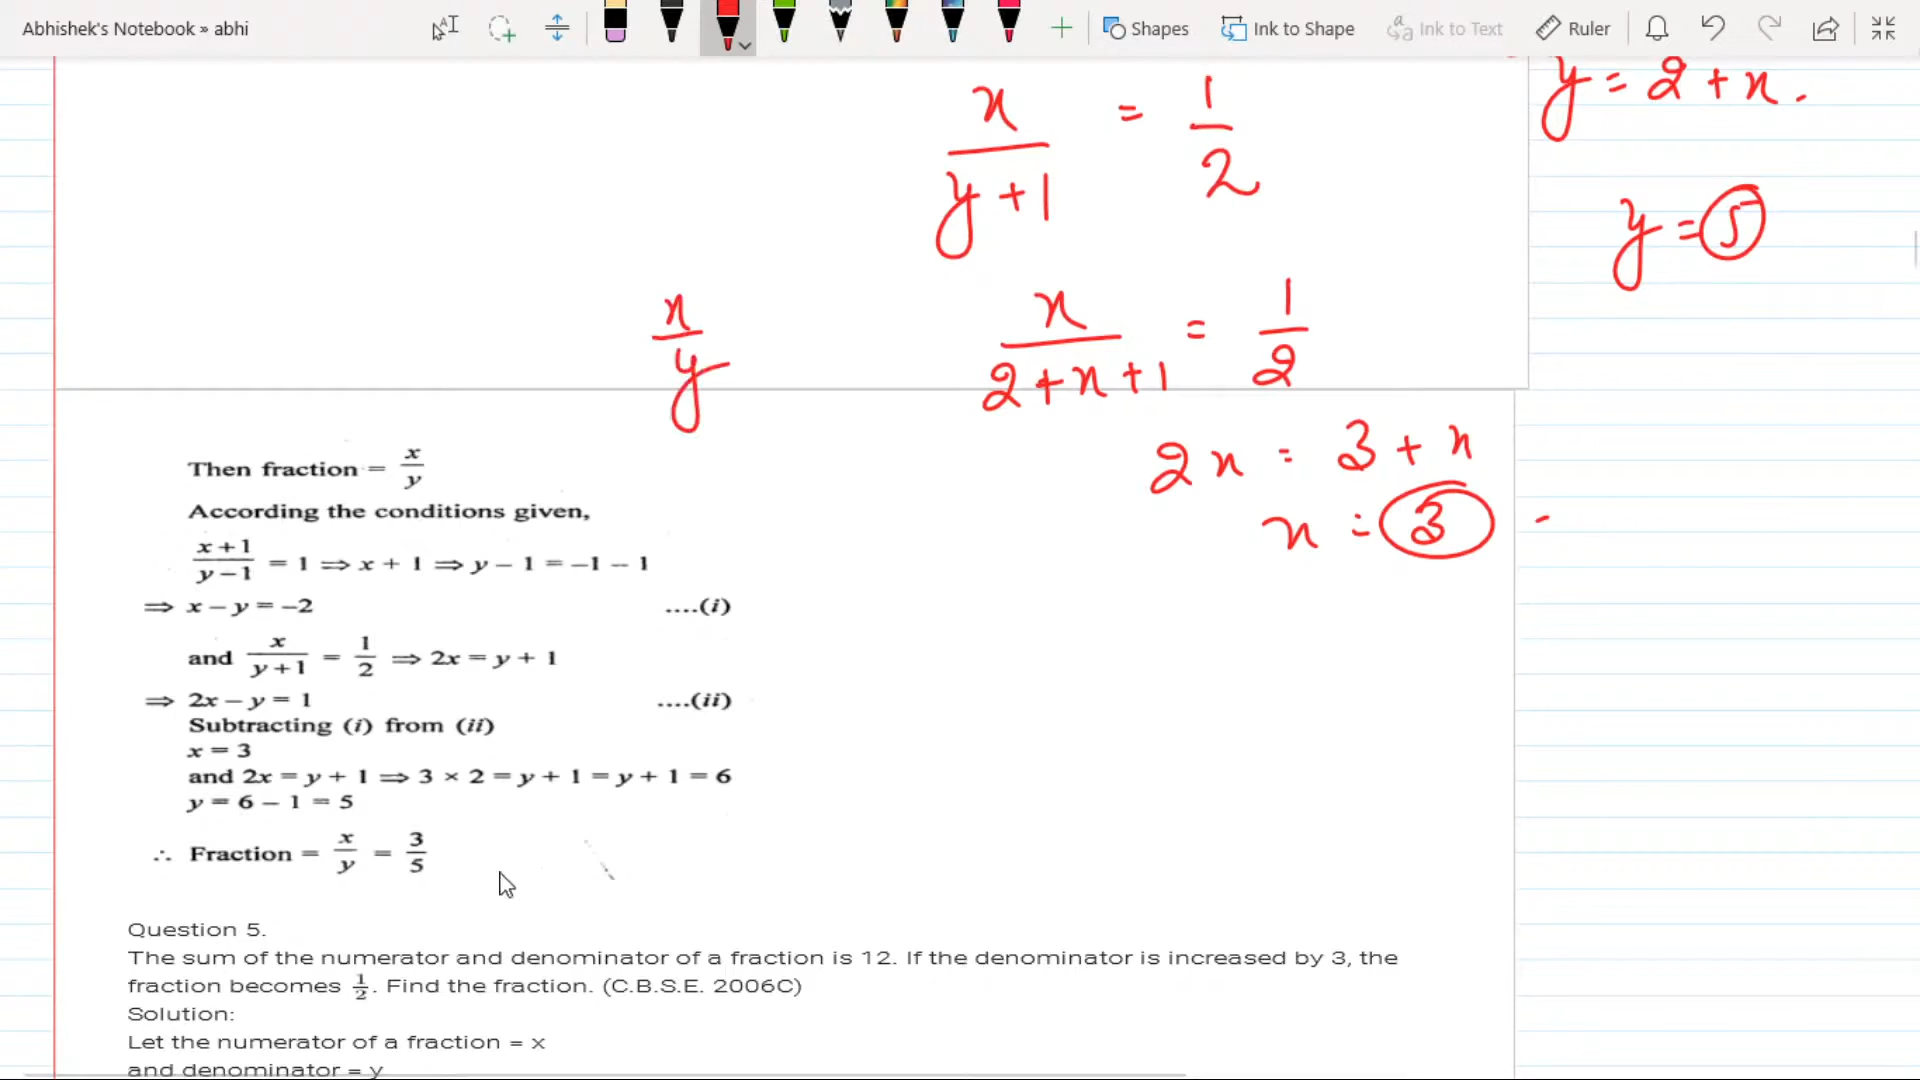 Abhishek's Notebook » abhi
Shapes
Ink to Shape
Ink to Text
Ruler
y = 2 + x.
x/(y+1) = 1/2
y = 5
x/y
x/(2+x+1) = 1/2
2x = 3 + x
x = 3
Then fraction = x/y
According the conditions given,
(x+1)/(y−1) = 1 ⇒ x + 1 ⇒ y − 1 = −1 − 1
⇒ x − y = −2 ....(i)
and x/(y+1) = 1/2 ⇒ 2x = y + 1
⇒ 2x − y = 1 ....(ii)
Subtracting (i) from (ii)
x = 3
and 2x = y + 1 ⇒ 3 × 2 = y + 1 = y + 1 = 6
y = 6 − 1 = 5
∴ Fraction = x/y = 3/5
Question 5.
The sum of the numerator and denominator of a fraction is 12. If the denominator is increased by 3, the
fraction becomes 1/2. Find the fraction. (C.B.S.E. 2006C)
Solution:
Let the numerator of a fraction = x
and denominator = y